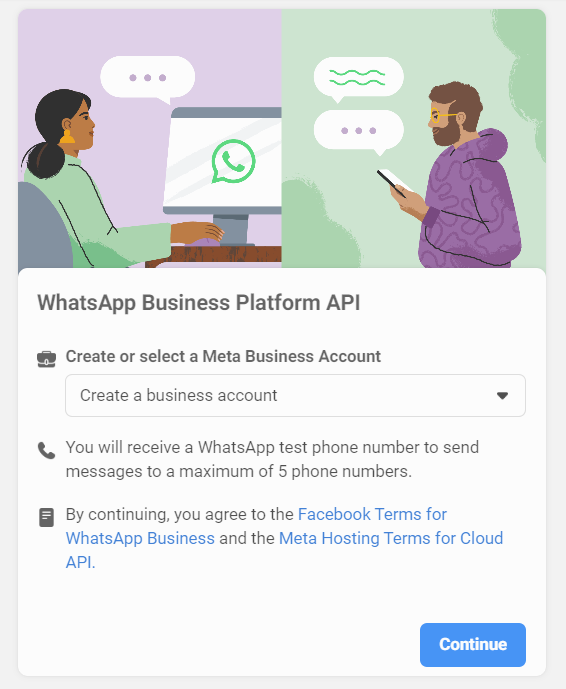 WhatsApp Business Platform API
Create or select a Meta Business Account
Create a business account
You will receive a WhatsApp test phone number to send
messages to a maximum of 5 phone numbers.
By continuing, you agree to the Facebook Terms for
WhatsApp Business and the Meta Hosting Terms for Cloud
API.
Continue